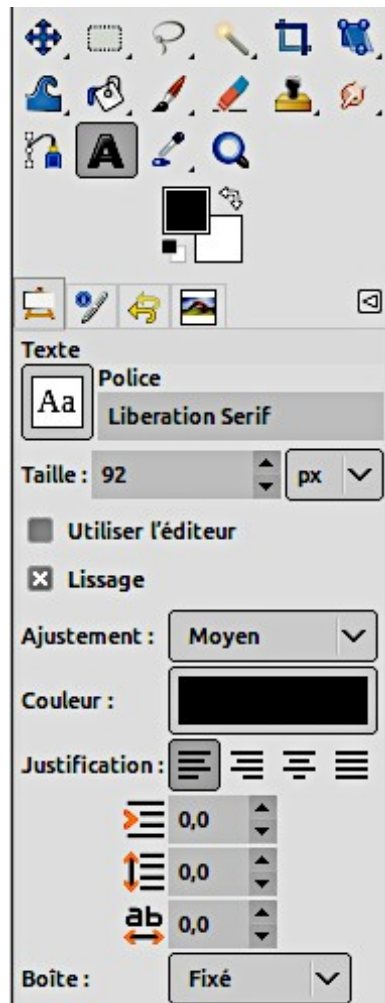 A
Texte
Aa
Police
Liberation Serif
Taille : 92 px
Utiliser l'éditeur
Lissage
Ajustement : Moyen
Couleur :
Justification :
0,0
0,0
ab 0,0
Boîte : Fixé